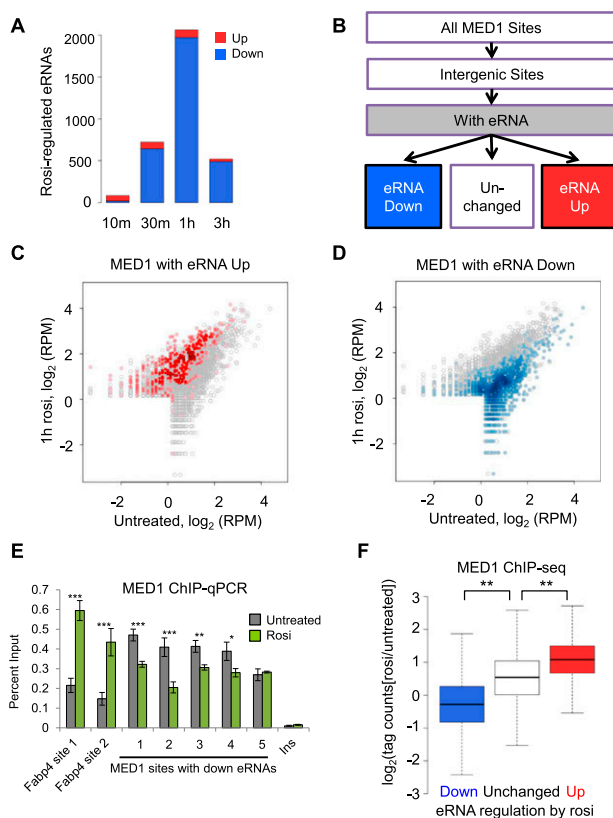 A
Rosi-regulated eRNAs
2000
1500
1000
500
0
Up
Down
10m 30m 1h 3h
B
All MED1 Sites
Intergenic Sites
With eRNA
eRNA
Down
Un-
changed
eRNA
Up
C
MED1 with eRNA Up
1h rosi, log2 (RPM)
4
2
0
-2
-2 0 2 4
Untreated, log2 (RPM)
D
MED1 with eRNA Down
1h rosi, log2 (RPM)
4
2
0
-2
-2 0 2 4
Untreated, log2 (RPM)
E
MED1 ChIP-qPCR
Percent Input
0.7
0.6
0.5
0.4
0.3
0.2
0.1
0
Untreated
Rosi
*** *** *** *** ** *
Fabp4 site 1
Fabp4 site 2
1 2 3 4 5
Ins
MED1 sites with down eRNAs
F
MED1 ChIP-seq
** **
log2(tag counts[rosi/untreated])
3
2
1
0
-1
-2
-3
Down Unchanged Up
eRNA regulation by rosi